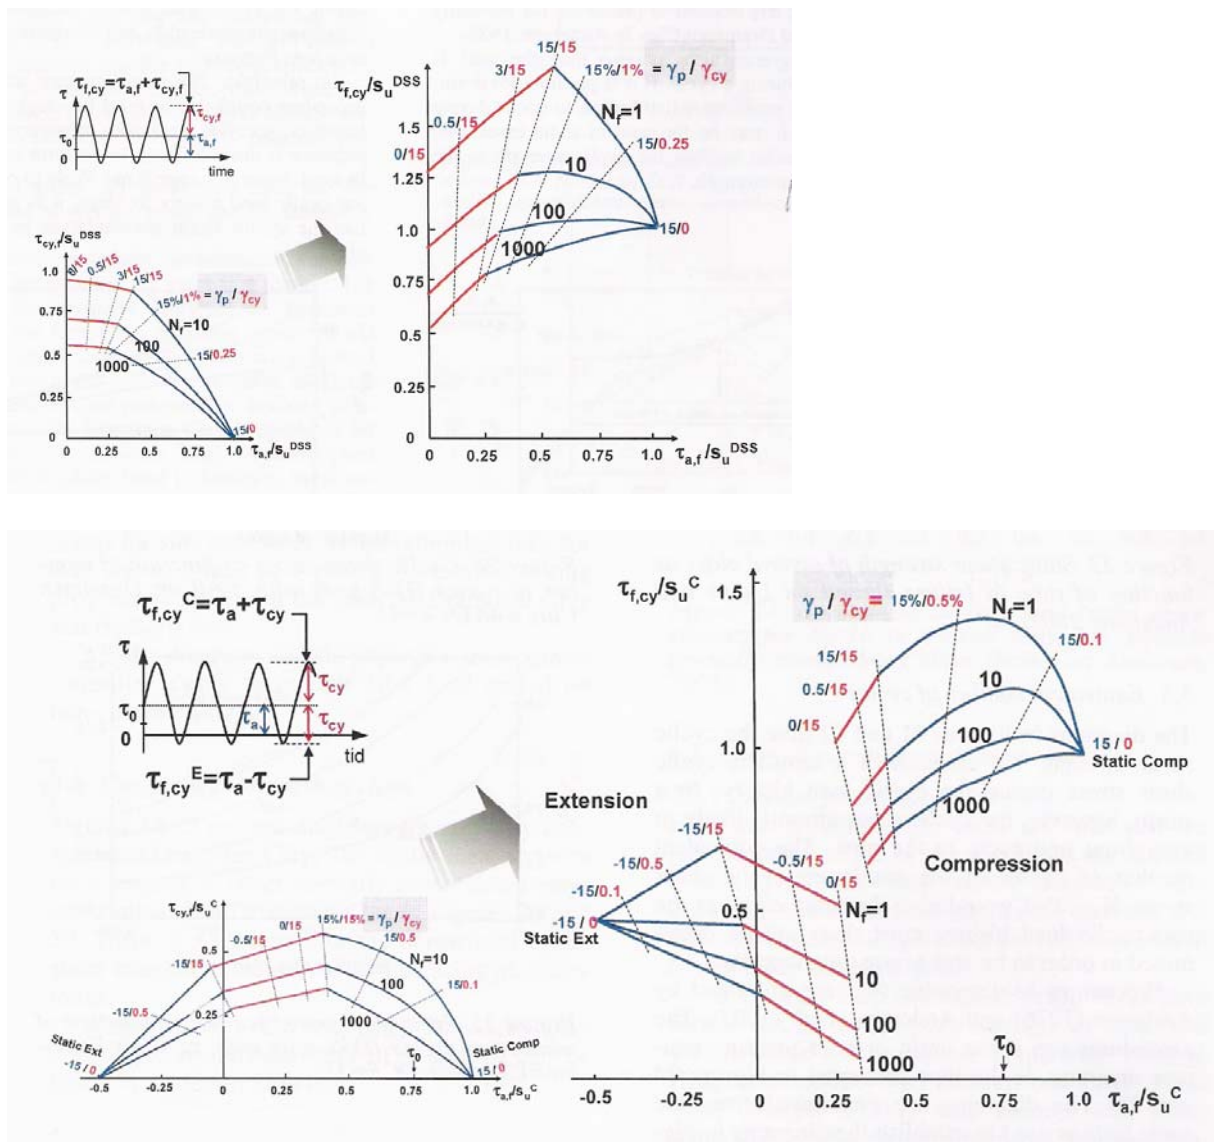 τf,cy=τa,f+τcy,f
τ
τcy,f
τ0
τa,f
0
time
τcy,f/su^DSS
1.0
0.75
0.5
0.25
0
0/15
0.5/15
3/15
15/15
15%/1% = γp / γcy
Nf=10
100
1000
15/0.25
15/0
0 0.25 0.5 0.75 1.0
τa,f/su^DSS
τf,cy/su^DSS
1.5
1.25
1.0
0.75
0.5
0.25
0
0/15
0.5/15
3/15
15/15
15%/1% = γp / γcy
Nf=1
15/0.25
10
100
1000
15/0
0 0.25 0.5 0.75 1.0
τa,f /su^DSS
τf,cy^C=τa+τcy
τ
τcy
τ0
τa
τcy
0
tid
τf,cy^E=τa-τcy
τcy,f/su^C
0.5
0.25
-15/0.5
-15/15
-0.5/15
0/15
15%/15% = γp / γcy
15/0.5
Nf=10
100
15/0.1
1000
Static Ext
-15 / 0
τ0
Static Comp
15/ 0
-0.5 -0.25 0 0.25 0.5 0.75 1.0
τa,f/su^C
τf,cy/su^C
1.5
1.0
0.5
γp / γcy= 15%/0.5%
Nf=1
15/0.1
15/15
0.5/15
0/15
10
100
1000
15 / 0
Static Comp
Extension
Compression
-15/15
-15/0.5
-0.5/15
-15/0.1
0/15
-15 / 0
Static Ext
Nf=1
10
100
1000
τ0
-0.5 -0.25 0 0.25 0.5 1.0
τa,f/su^C